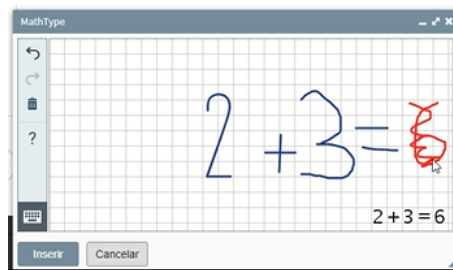 MathType
2 + 3 =
?
2 + 3 = 6
Inserir Cancelar